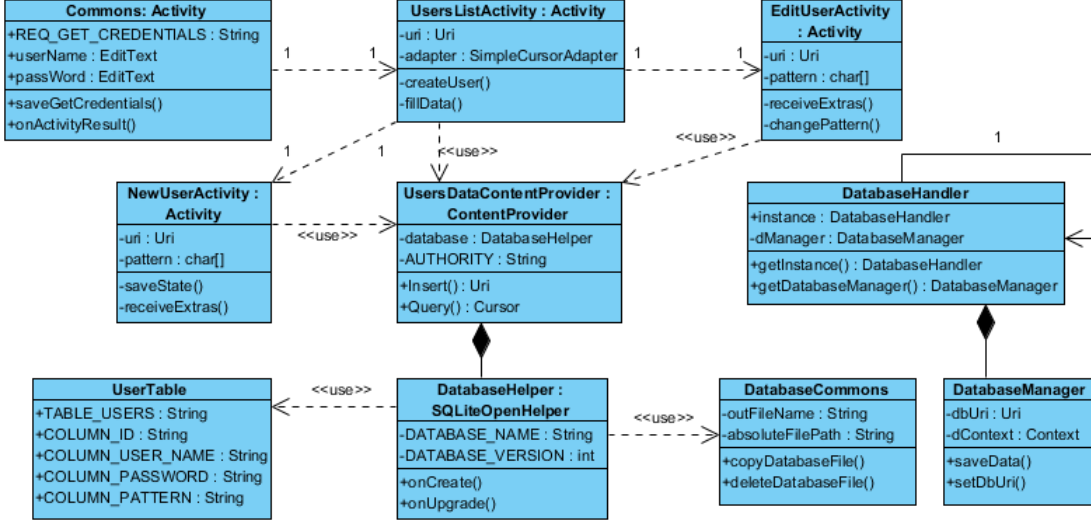 Commons: Activity
+REQ_GET_CREDENTIALS : String
+userName : EditText
+passWord : EditText
+saveGetCredentials()
+onActivityResult()
1
1
UsersListActivity : Activity
-uri : Uri
-adapter : SimpleCursorAdapter
-createUser()
-fillData()
1
1
EditUserActivity
: Activity
-uri : Uri
-pattern : char[]
-receiveExtras()
-changePattern()
1
1
<<use>>
<<use>>
1
NewUserActivity :
Activity
-uri : Uri
-pattern : char[]
-saveState()
-receiveExtras()
<<use>>
UsersDataContentProvider :
ContentProvider
-database : DatabaseHelper
-AUTHORITY : String
+Insert() : Uri
+Query() : Cursor
DatabaseHandler
+instance : DatabaseHandler
-dManager : DatabaseManager
+getInstance() : DatabaseHandler
+getDatabaseManager() : DatabaseManager
UserTable
+TABLE_USERS : String
+COLUMN_ID : String
+COLUMN_USER_NAME : String
+COLUMN_PASSWORD : String
+COLUMN_PATTERN : String
<<use>>
DatabaseHelper :
SQLiteOpenHelper
-DATABASE_NAME : String
-DATABASE_VERSION : int
+onCreate()
+onUpgrade()
<<use>>
DatabaseCommons
-outFileName : String
-absoluteFilePath : String
+copyDatabaseFile()
+deleteDatabaseFile()
DatabaseManager
-dbUri : Uri
-dContext : Context
+saveData()
+setDbUri()